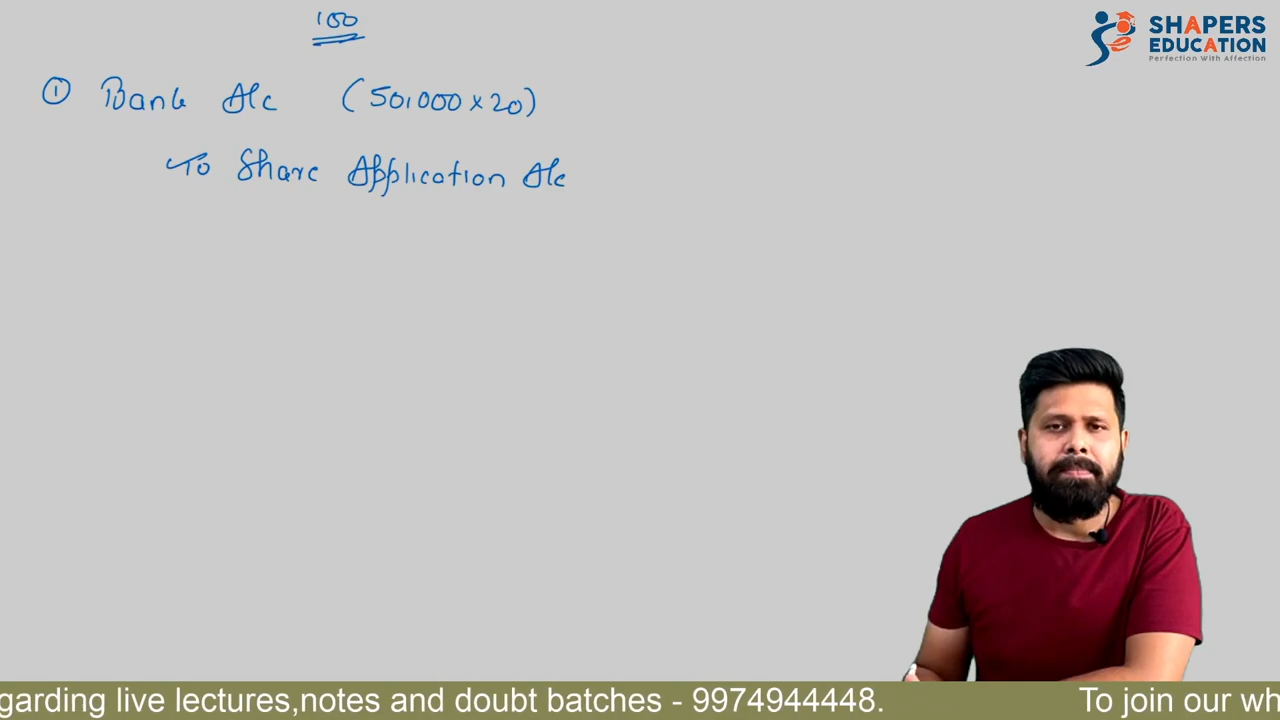 100
SHAPERS
EDUCATION
Perfection With Affection
① Bank A/c (50,000 × 20)
To Share Application A/c
garding live lectures,notes and doubt batches - 9974944448. To join our wh